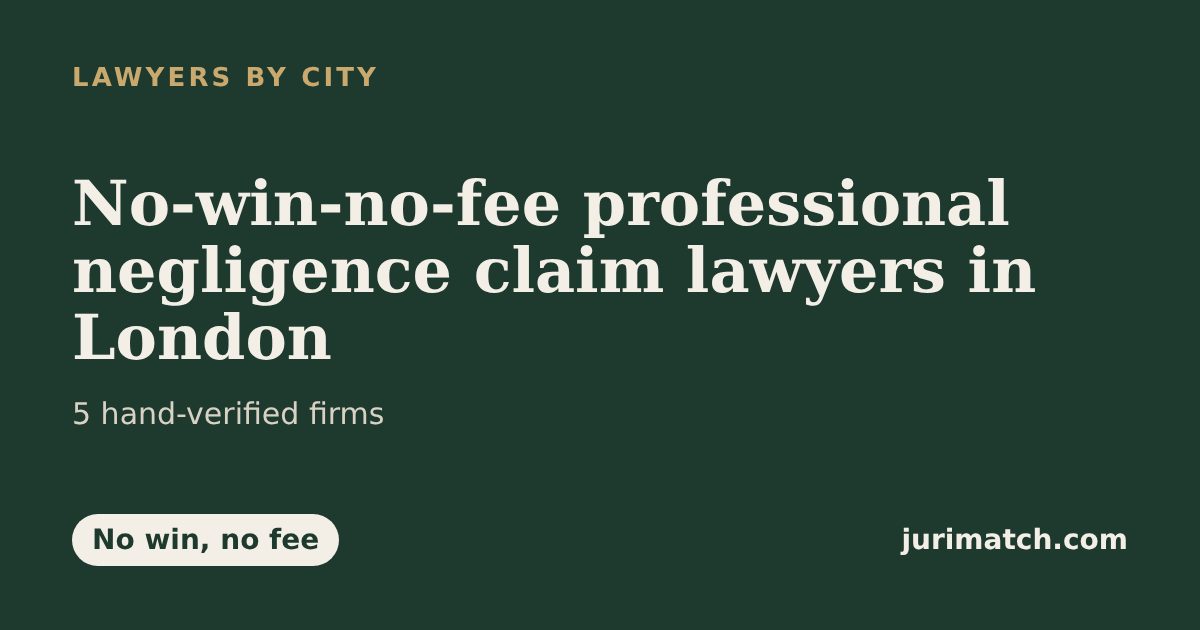 LAWYERS BY CITY
No-win-no-fee professional
negligence claim lawyers in
London
5 hand-verified firms
No win, no fee
jurimatch.com